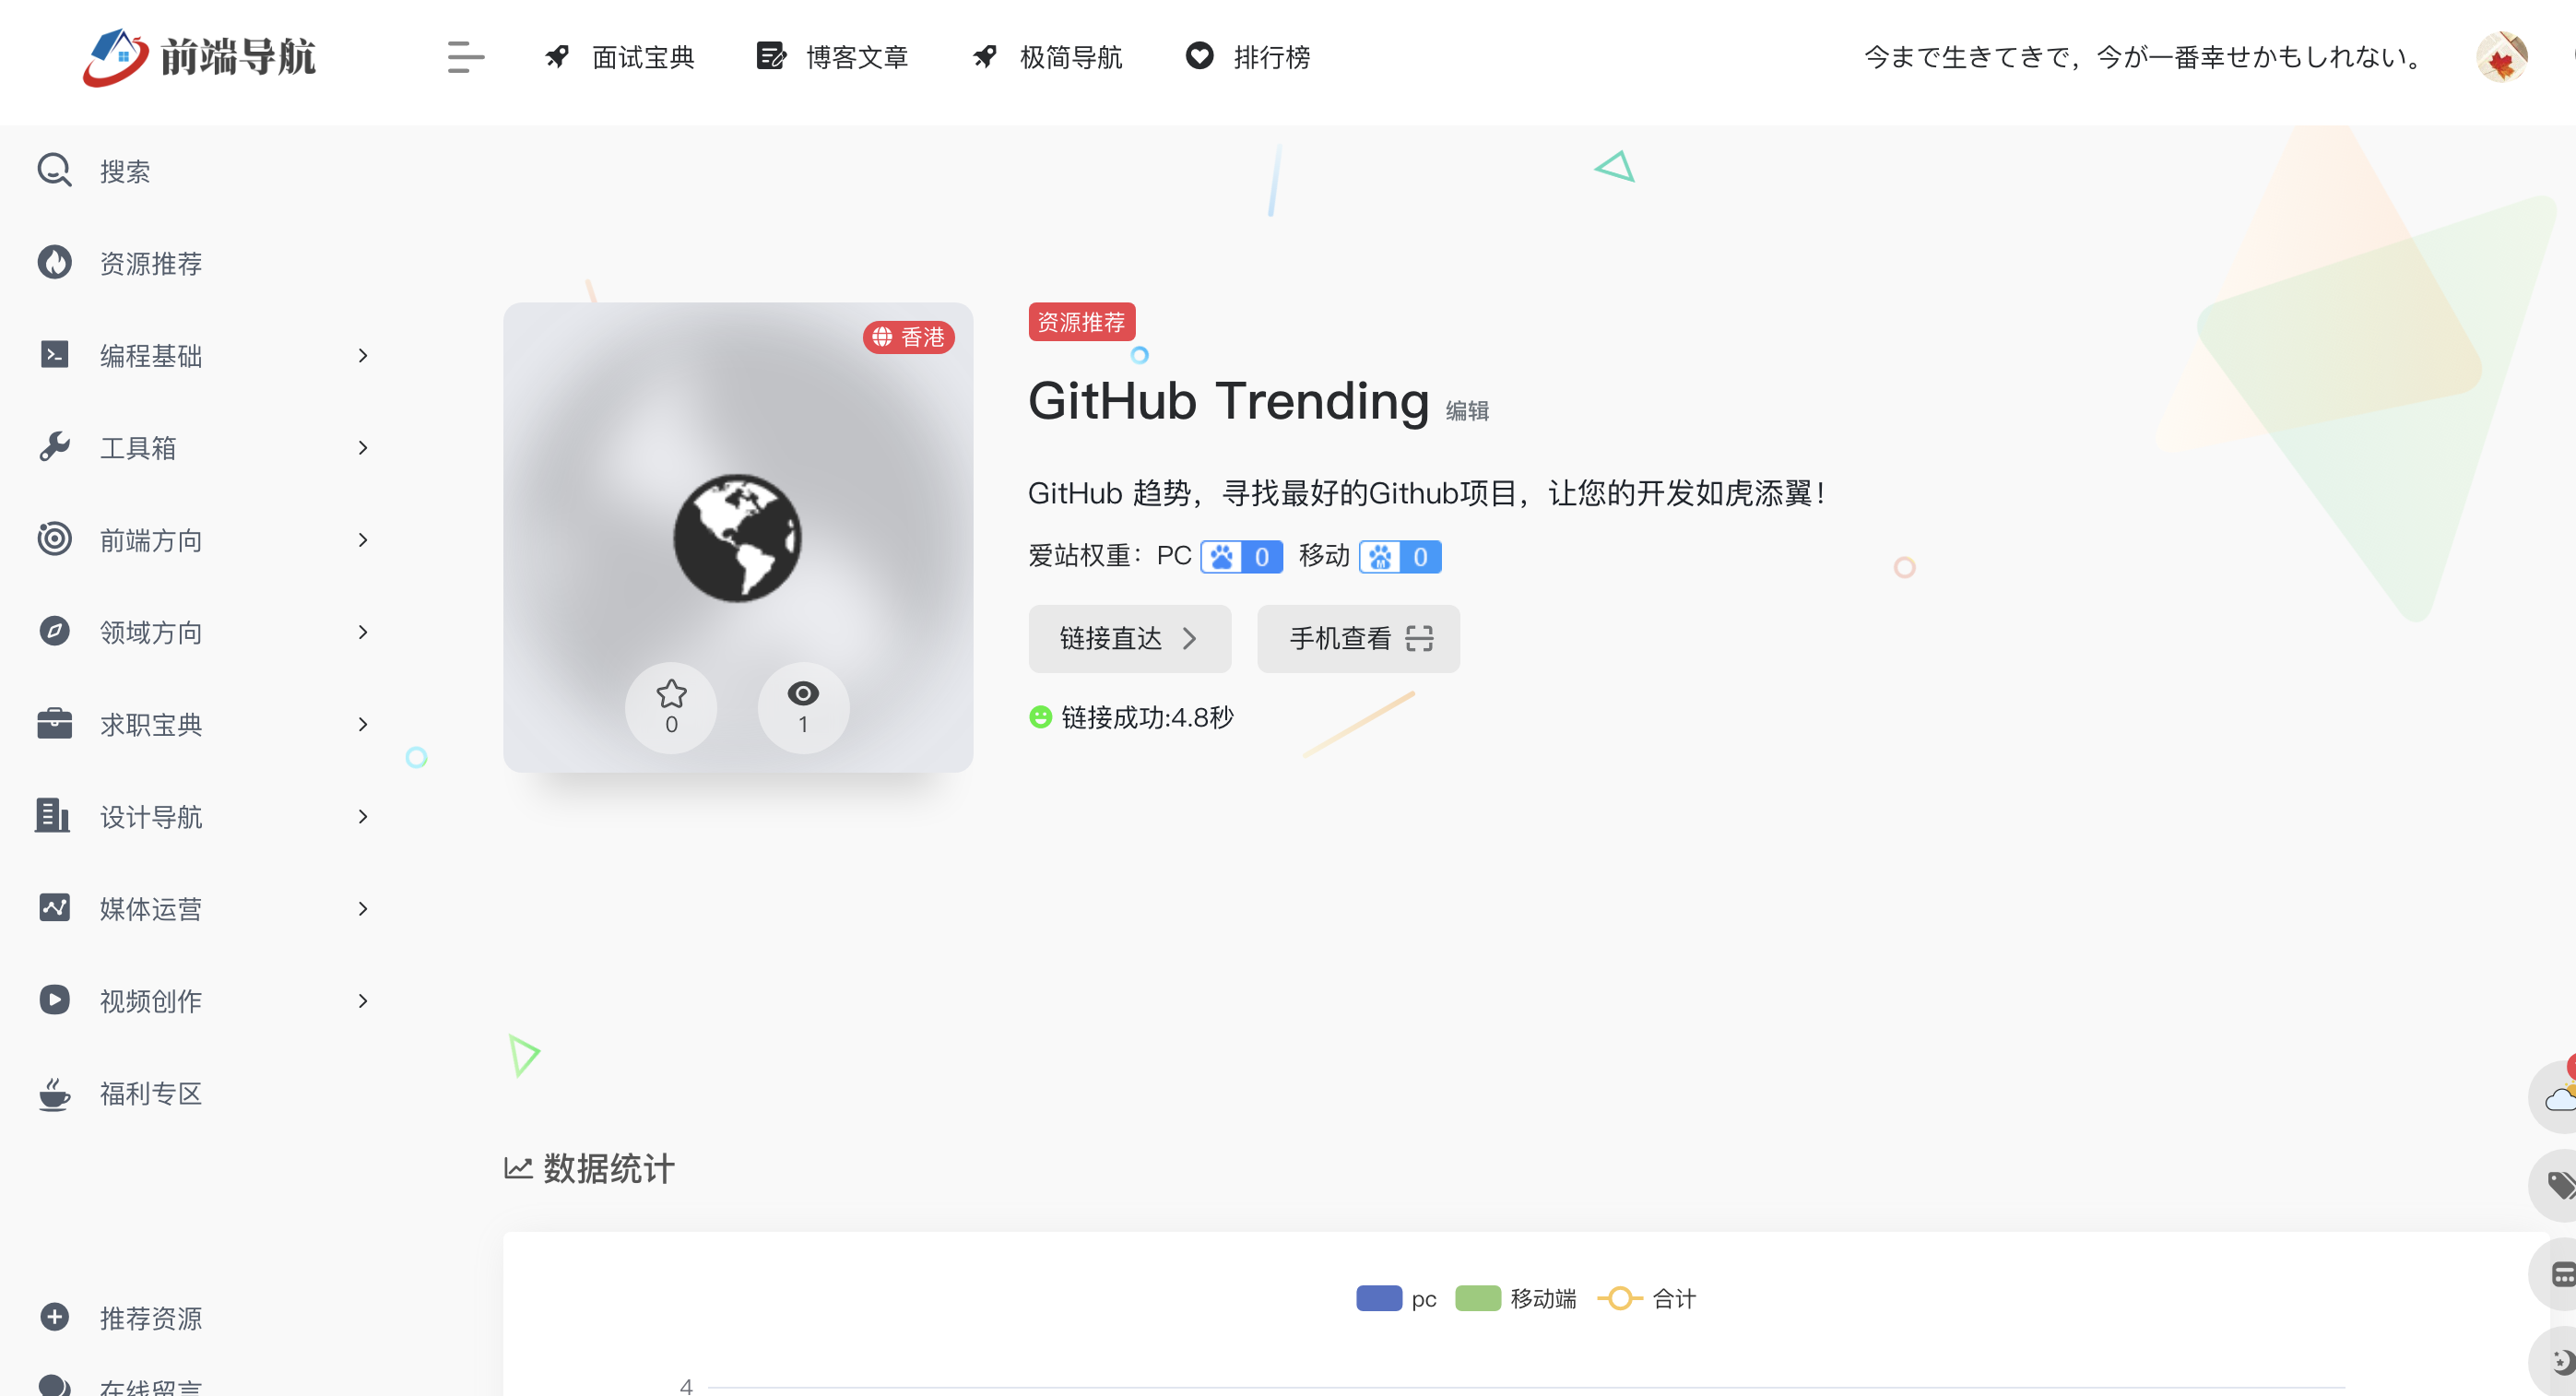 前端导航
面试宝典
博客文章
极简导航
排行榜
今まで生きてきで，今が一番幸せかもしれない。
搜索
资源推荐
编程基础
工具箱
前端方向
领域方向
求职宝典
设计导航
媒体运营
视频创作
福利专区
推荐资源
在线留言
香港
0
1
资源推荐
GitHub Trending 编辑
GitHub 趋势，寻找最好的Github项目，让您的开发如虎添翼！
爱站权重：PC 0 移动 M 0
链接直达
手机查看
链接成功:4.8秒
数据统计
pc 移动端 合计
4